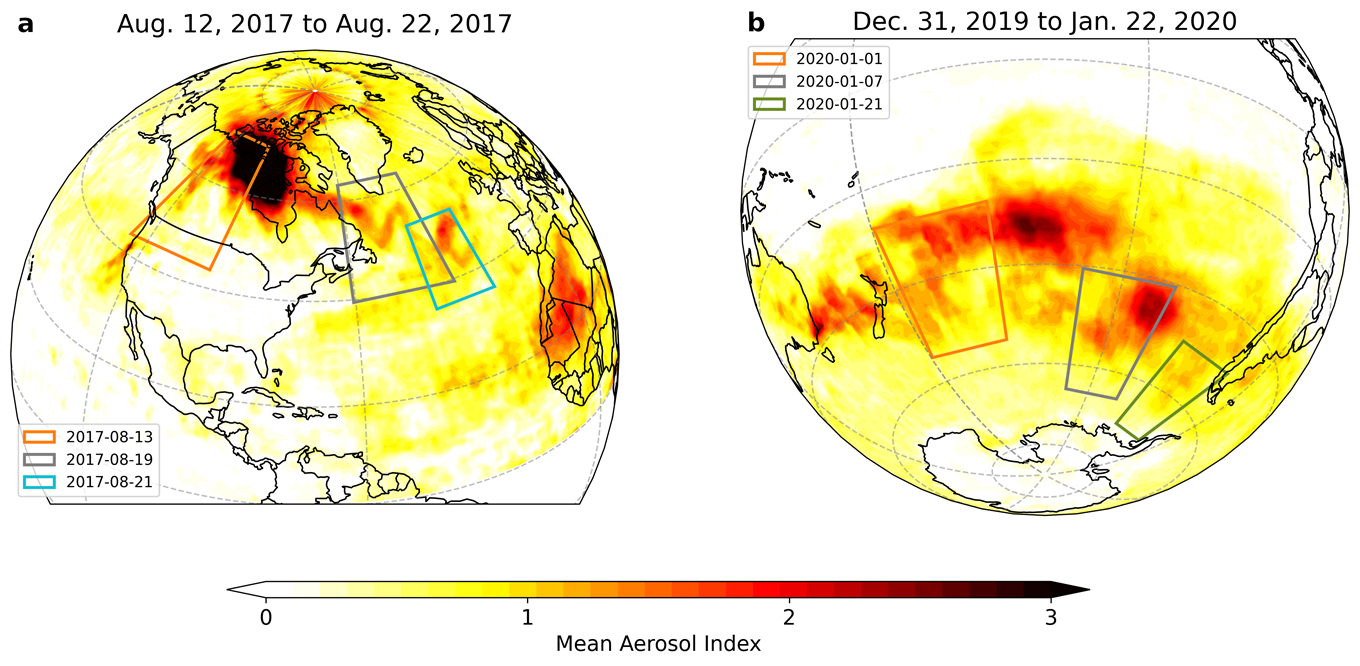 a
Aug. 12, 2017 to Aug. 22, 2017
2017-08-13
2017-08-19
2017-08-21
b
Dec. 31, 2019 to Jan. 22, 2020
2020-01-01
2020-01-07
2020-01-21
0 1 2 3
Mean Aerosol Index